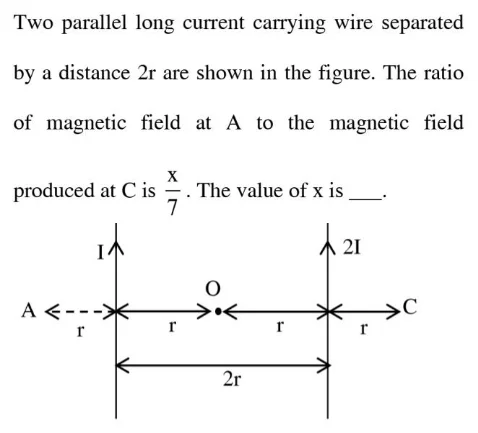 Two parallel long current carrying wire separated
by a distance 2r are shown in the figure. The ratio
of magnetic field at A to the magnetic field
produced at C is x/7. The value of x is ___.
I 2I
O
A C
r r r r
2r